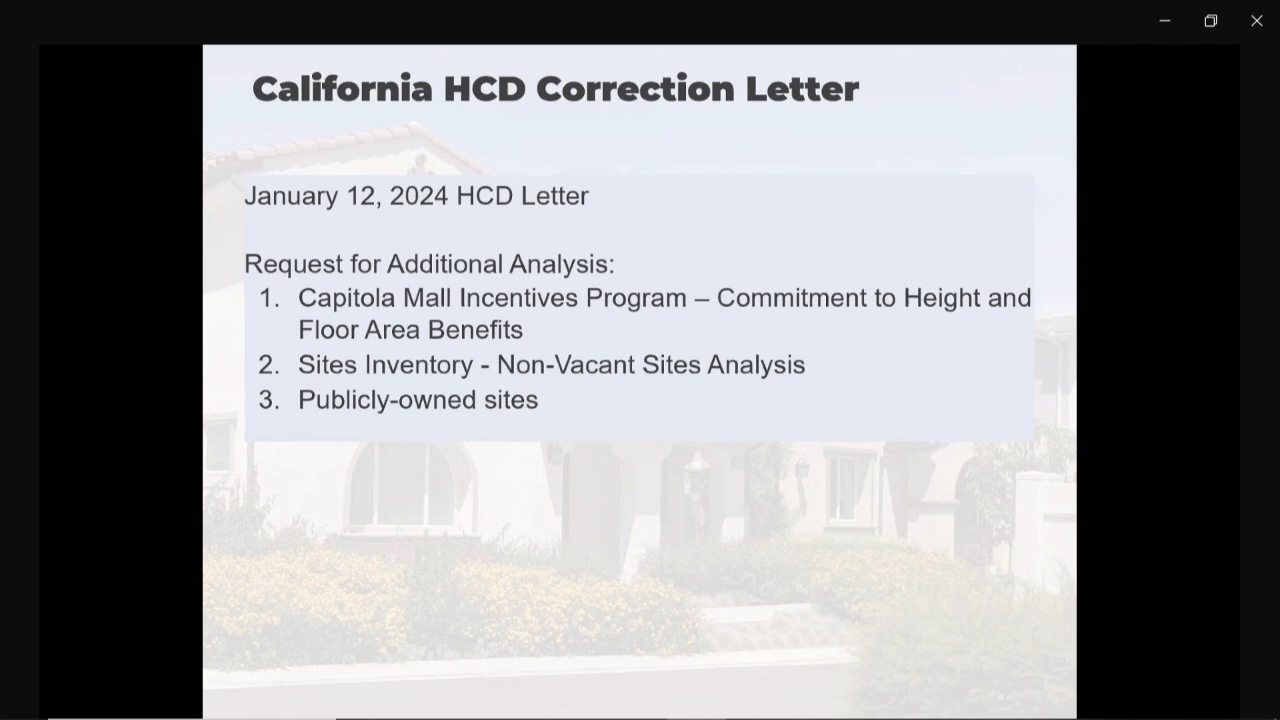 California HCD Correction Letter
January 12, 2024 HCD Letter
Request for Additional Analysis:
1. Capitola Mall Incentives Program – Commitment to Height and
Floor Area Benefits
2. Sites Inventory - Non-Vacant Sites Analysis
3. Publicly-owned sites